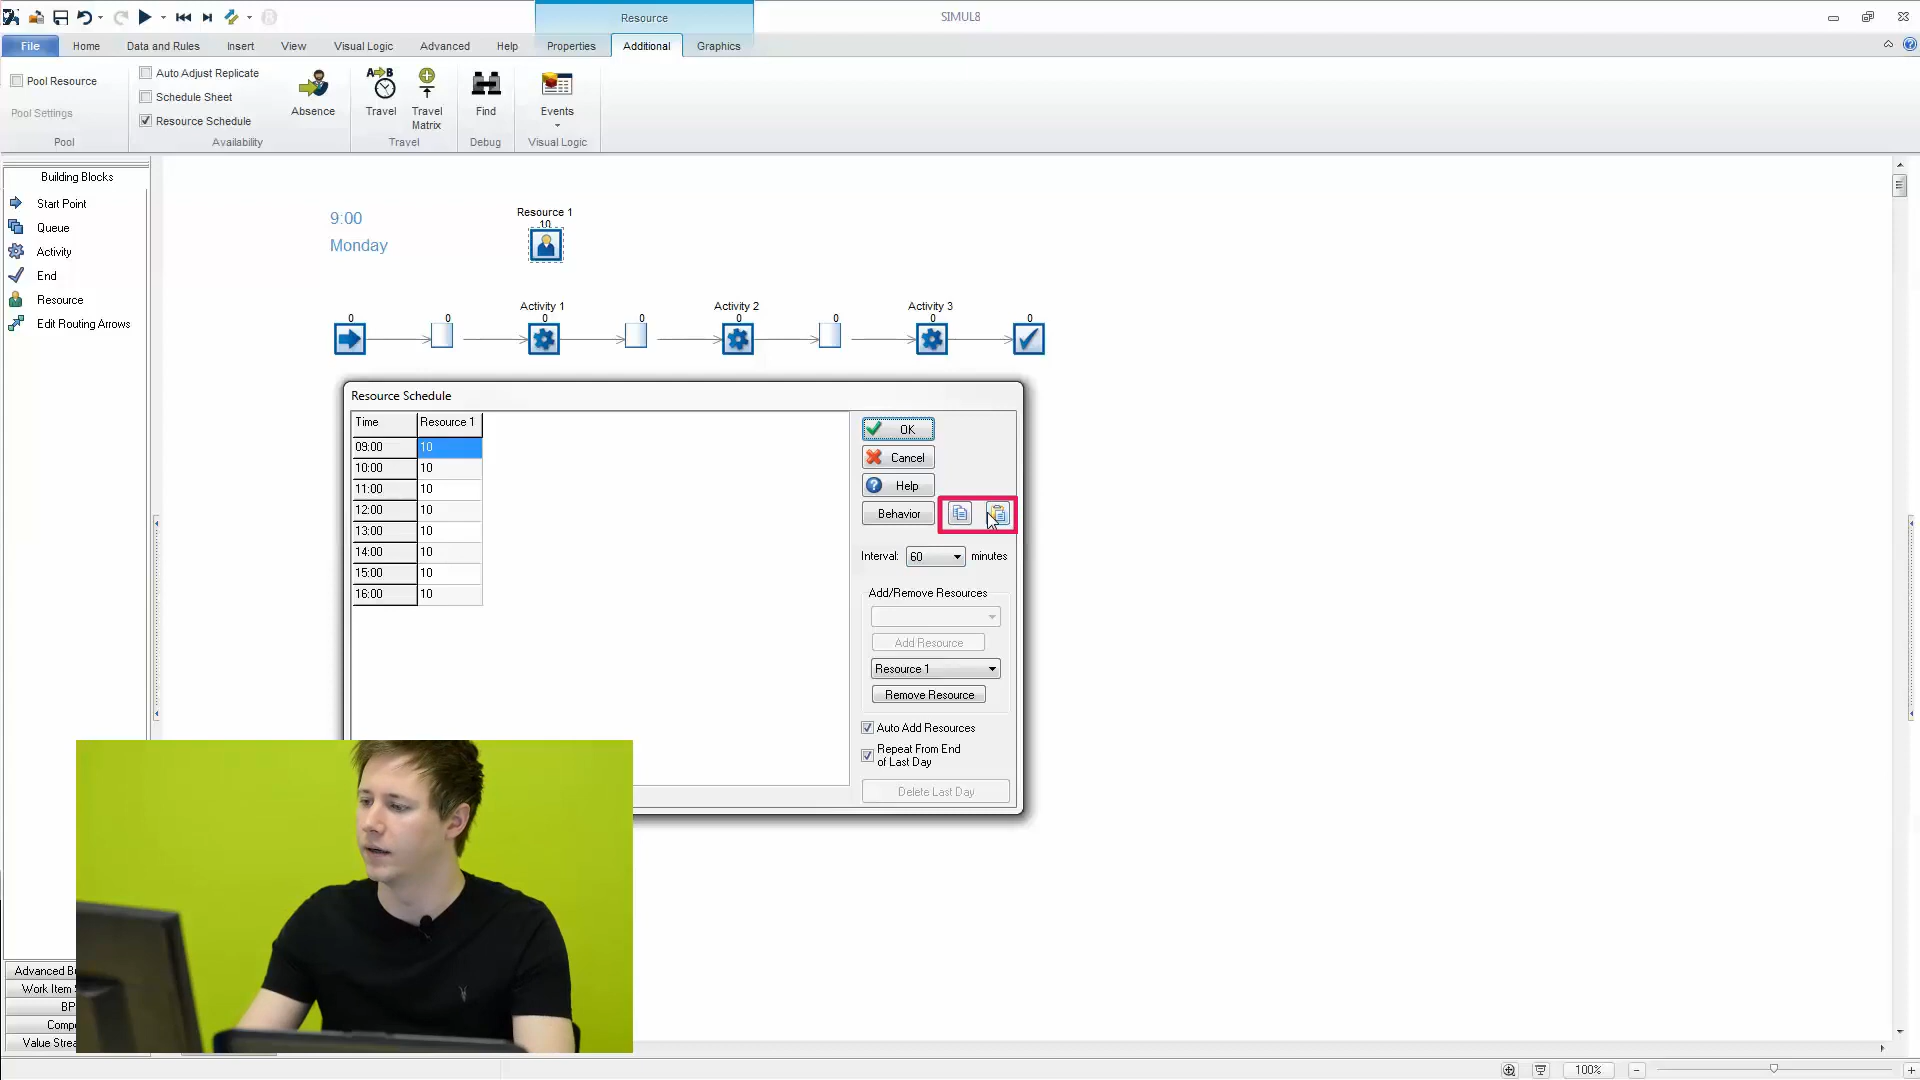 Resource
SIMUL8
File
Home
Data and Rules
Insert
View
Visual Logic
Advanced
Help
Properties
Additional
Graphics
Pool Resource
Pool Settings
Pool
Auto Adjust Replicate
Schedule Sheet
Resource Schedule
Absence
Availability
A
B
Travel
Travel
Matrix
Travel
Find
Debug
Events
Visual Logic
Building Blocks
Start Point
Queue
Activity
End
Resource
Edit Routing Arrows
9:00
Monday
Resource 1
10
Activity 1
Activity 2
Activity 3
0
0
0
0
0
0
0
0
Resource Schedule
Time
Resource 1
09:00
10
10:00
10
11:00
10
12:00
10
13:00
10
14:00
10
15:00
10
16:00
10
OK
Cancel
Help
Behavior
Interval:
60
minutes
Add/Remove Resources
Add Resource
Resource 1
Remove Resource
Auto Add Resources
Repeat From End
of Last Day
Delete Last Day
Advanced
Work Item
BP
Comp
Value Stre
100%